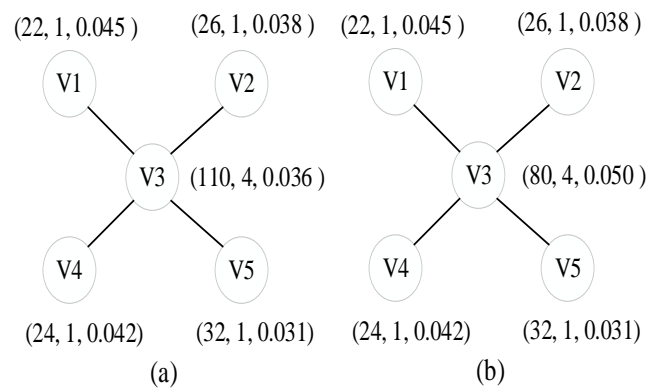 (22, 1, 0.045 ) (26, 1, 0.038 ) (22, 1, 0.045 ) (26, 1, 0.038 )
V1 V2 V1 V2
V3 (110, 4, 0.036 ) V3 (80, 4, 0.050 )
V4 V5 V4 V5
(24, 1, 0.042) (32, 1, 0.031) (24, 1, 0.042) (32, 1, 0.031)
(a) (b)